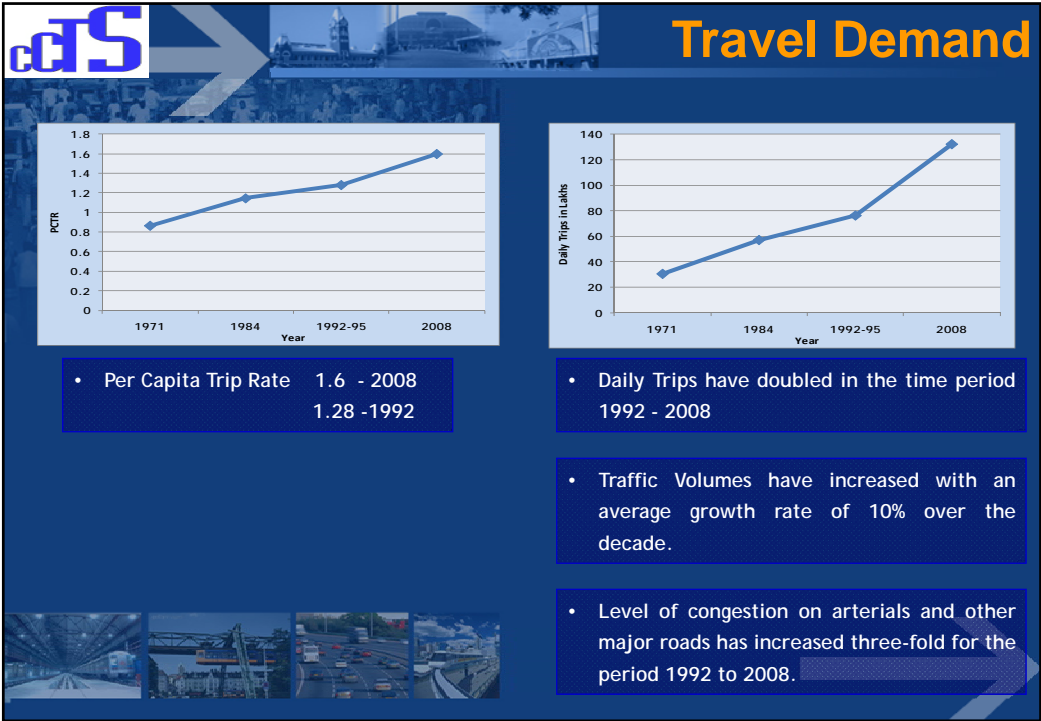 ccTS
Travel Demand
1.8
1.6
1.4
1.2
1
0.8
0.6
0.4
0.2
0
PCTR
1971 1984 1992-95 2008
Year
140
120
100
80
60
40
20
0
Daily Trips in Lakhs
1971 1984 1992-95 2008
Year
• Per Capita Trip Rate 1.6 - 2008
1.28 -1992
• Daily Trips have doubled in the time period
1992 - 2008
• Traffic Volumes have increased with an
average growth rate of 10% over the
decade.
• Level of congestion on arterials and other
major roads has increased three-fold for the
period 1992 to 2008.